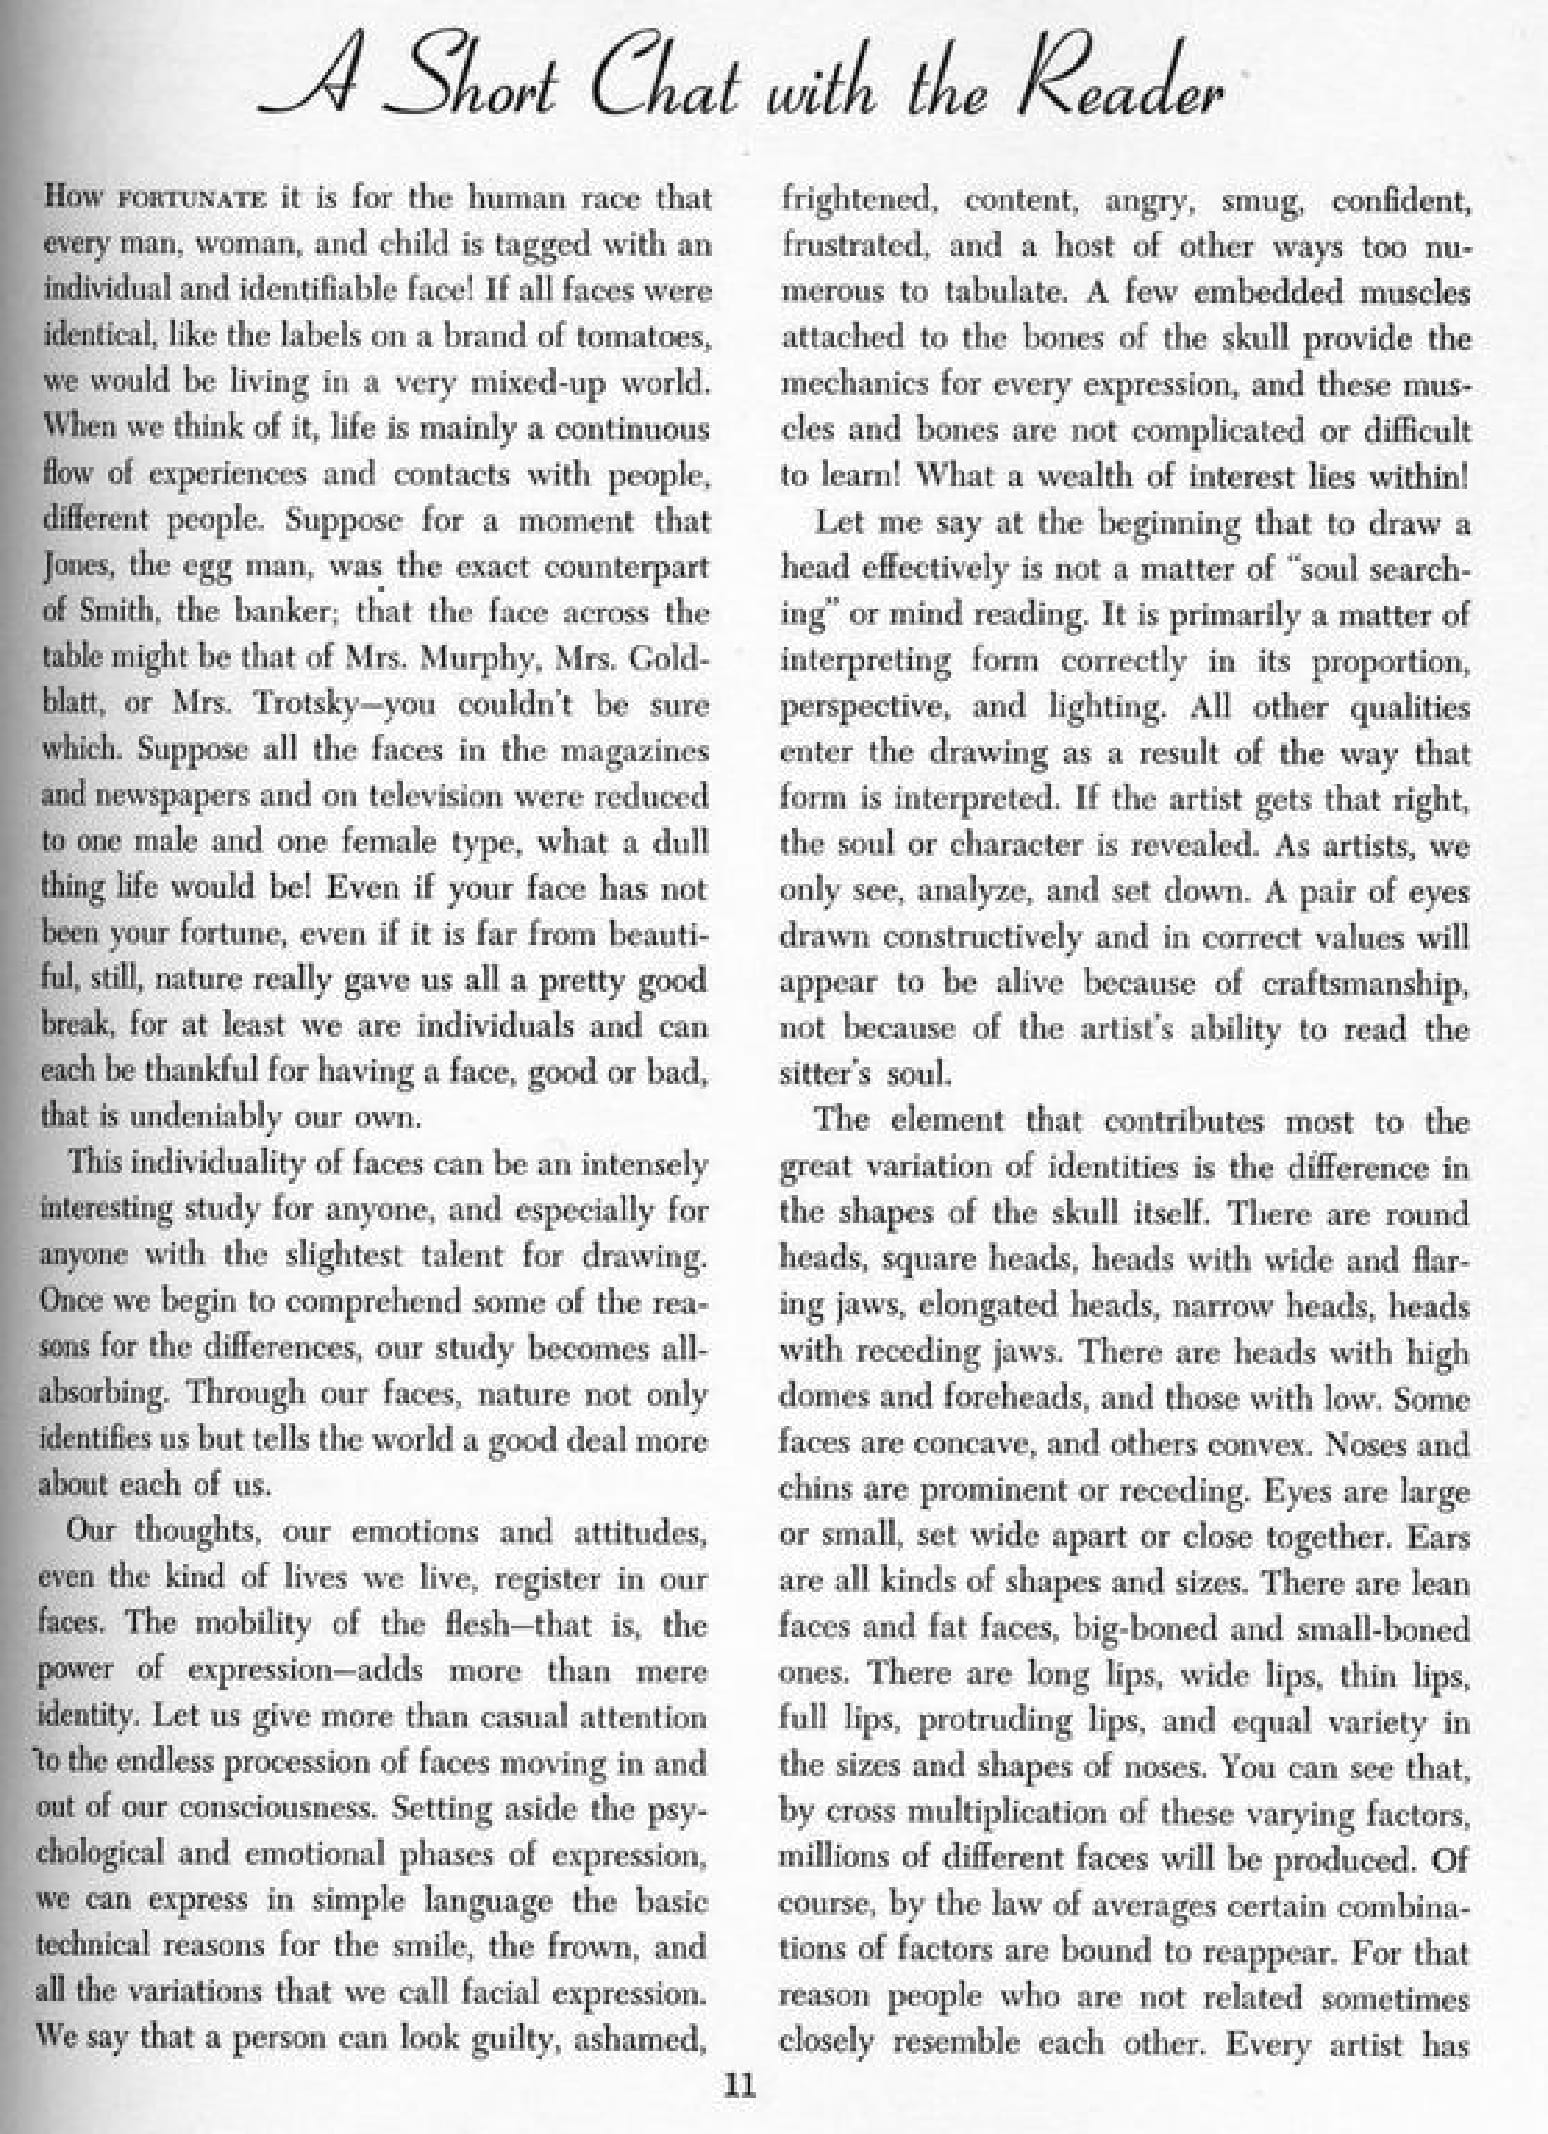 A Short Chat with the Reader
How fortunate it is for the human race that
every man, woman, and child is tagged with an
individual and identifiable face! If all faces were
identical, like the labels on a brand of tomatoes,
we would be living in a very mixed-up world.
When we think of it, life is mainly a continuous
flow of experiences and contacts with people,
different people. Suppose for a moment that
Jones, the egg man, was the exact counterpart
of Smith, the banker; that the face across the
table might be that of Mrs. Murphy, Mrs. Gold-
blatt, or Mrs. Trotsky—you couldn't be sure
which. Suppose all the faces in the magazines
and newspapers and on television were reduced
to one male and one female type, what a dull
thing life would be! Even if your face has not
been your fortune, even if it is far from beauti-
ful, still, nature really gave us all a pretty good
break, for at least we are individuals and can
each be thankful for having a face, good or bad,
that is undeniably our own.
This individuality of faces can be an intensely
interesting study for anyone, and especially for
anyone with the slightest talent for drawing.
Once we begin to comprehend some of the rea-
sons for the differences, our study becomes all-
absorbing. Through our faces, nature not only
identifies us but tells the world a good deal more
about each of us.
Our thoughts, our emotions and attitudes,
even the kind of lives we live, register in our
faces. The mobility of the flesh—that is, the
power of expression—adds more than mere
identity. Let us give more than casual attention
to the endless procession of faces moving in and
out of our consciousness. Setting aside the psy-
chological and emotional phases of expression,
we can express in simple language the basic
technical reasons for the smile, the frown, and
all the variations that we call facial expression.
We say that a person can look guilty, ashamed,
frightened, content, angry, smug, confident,
frustrated, and a host of other ways too nu-
merous to tabulate. A few embedded muscles
attached to the bones of the skull provide the
mechanics for every expression, and these mus-
cles and bones are not complicated or difficult
to learn! What a wealth of interest lies within!
Let me say at the beginning that to draw a
head effectively is not a matter of "soul search-
ing" or mind reading. It is primarily a matter of
interpreting form correctly in its proportion,
perspective, and lighting. All other qualities
enter the drawing as a result of the way that
form is interpreted. If the artist gets that right,
the soul or character is revealed. As artists, we
only see, analyze, and set down. A pair of eyes
drawn constructively and in correct values will
appear to be alive because of craftsmanship,
not because of the artist's ability to read the
sitter's soul.
The element that contributes most to the
great variation of identities is the difference in
the shapes of the skull itself. There are round
heads, square heads, heads with wide and flar-
ing jaws, elongated heads, narrow heads, heads
with receding jaws. There are heads with high
domes and foreheads, and those with low. Some
faces are concave, and others convex. Noses and
chins are prominent or receding. Eyes are large
or small, set wide apart or close together. Ears
are all kinds of shapes and sizes. There are lean
faces and fat faces, big-boned and small-boned
ones. There are long lips, wide lips, thin lips,
full lips, protruding lips, and equal variety in
the sizes and shapes of noses. You can see that,
by cross multiplication of these varying factors,
millions of different faces will be produced. Of
course, by the law of averages certain combina-
tions of factors are bound to reappear. For that
reason people who are not related sometimes
closely resemble each other. Every artist has
11